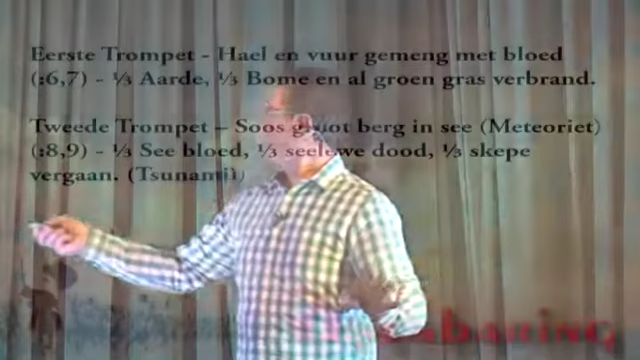 Eerste Trompet - Hael en vuur gemeng met bloed
(:6,7) - ⅓ Aarde, ⅓ Bome en al groen gras verbrand.
Tweede Trompet – Soos groot berg in see (Meteoriet)
(:8,9) - ⅓ See bloed, ⅓ seelewe dood, ⅓ skepe
vergaan. (Tsunami)